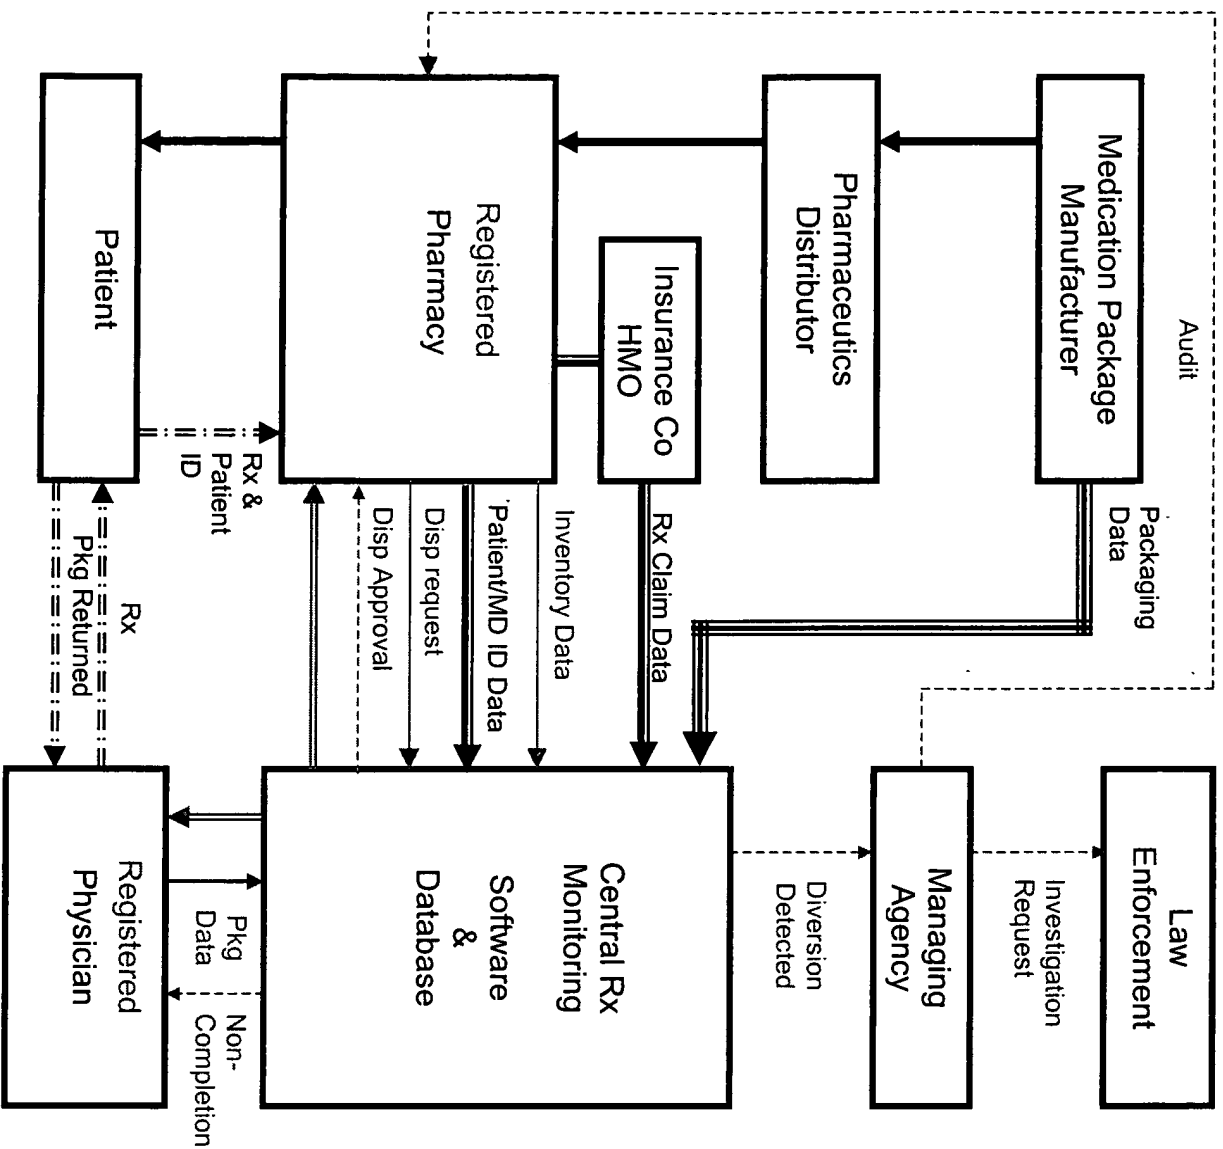 Audit
Medication Package
Manufacturer
Packaging
Data
Law
Enforcement
Investigation
Request
Pharmaceutics
Distributor
Managing
Agency
Diversion
Detected
Insurance Co
HMO
Rx Claim Data
Registered
Pharmacy
Inventory Data
Patient/MD ID Data
Disp request
Disp Approval
Central Rx
Monitoring
Software
&
Database
Rx &
Patient
ID
Patient
Rx
Pkg Returned
Pkg
Data
Non-
Completion
Registered
Physician